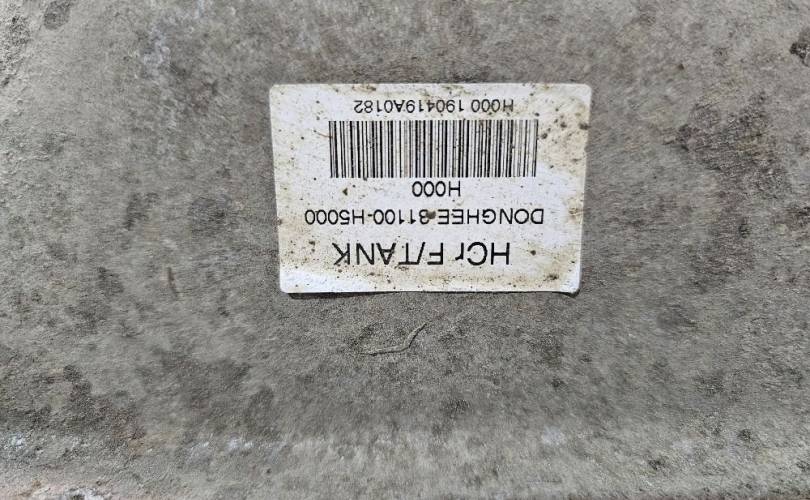 HCr F/TANK
DONGHEE 31100-H5000
H000
H000 190419A0182